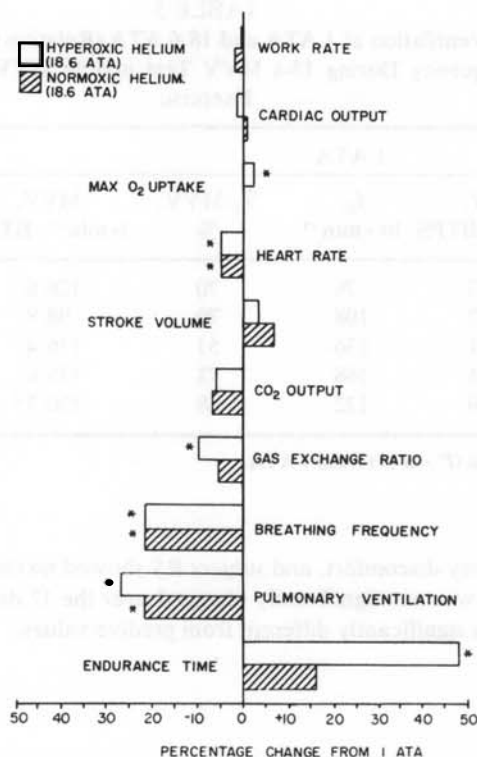 HYPEROXIC HELIUM
(18.6 ATA)
NORMOXIC HELIUM
(18.6 ATA)
WORK RATE
CARDIAC OUTPUT
MAX O₂ UPTAKE
*
*
HEART RATE
*
STROKE VOLUME
CO₂ OUTPUT
*
GAS EXCHANGE RATIO
*
BREATHING FREQUENCY
*
•
PULMONARY VENTILATION
*
ENDURANCE TIME
*
50 40 30 20 -10 0 +10 20 30 40 50
PERCENTAGE CHANGE FROM 1 ATA